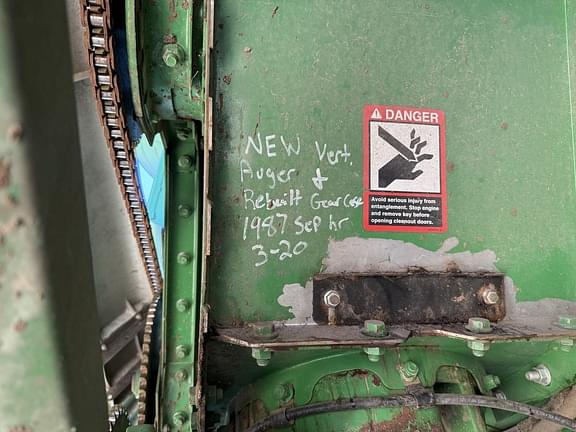 NEW Vert.
Auger &
Rebuilt Gear Case
1987 Sep hr
3-20
DANGER
Avoid serious injury from
entanglement. Stop engine
and remove key before
opening cleanout doors.